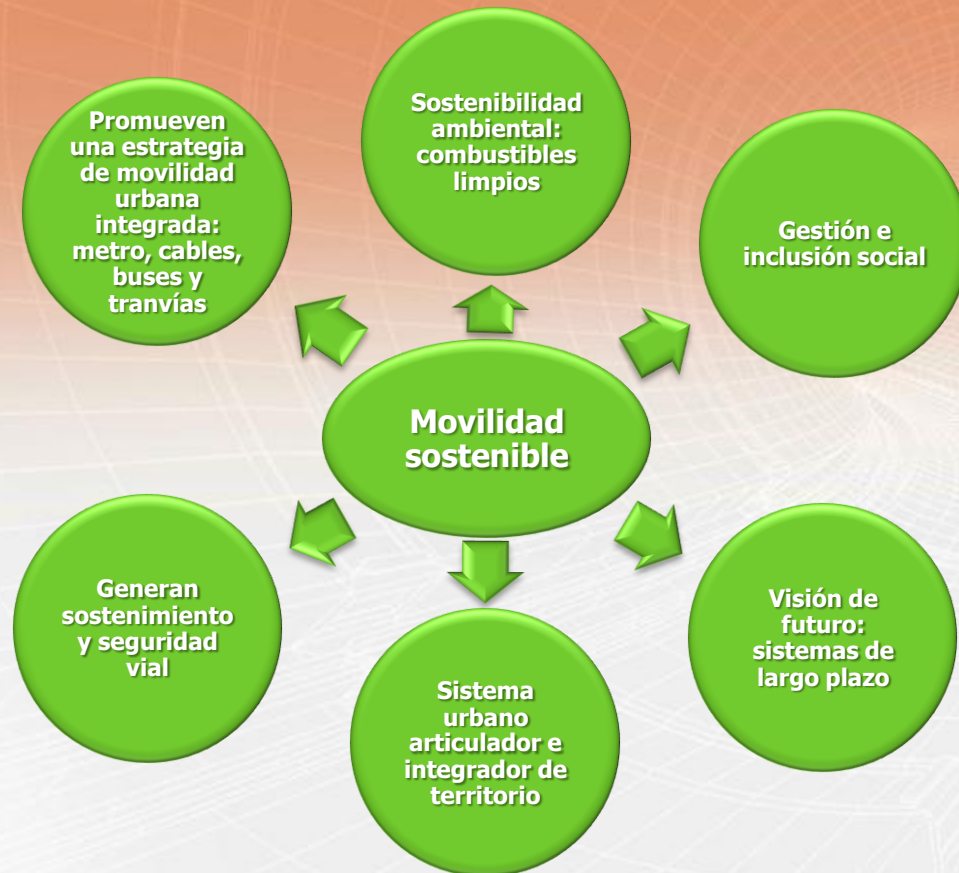 Promueven
una estrategia
de movilidad
urbana
integrada:
metro, cables,
buses y
tranvías
Sostenibilidad
ambiental:
combustibles
limpios
Gestión e
inclusión social
Movilidad
sostenible
Generan
sostenimiento
y seguridad
vial
Sistema
urbano
articulador e
integrador de
territorio
Visión de
futuro:
sistemas de
largo plazo